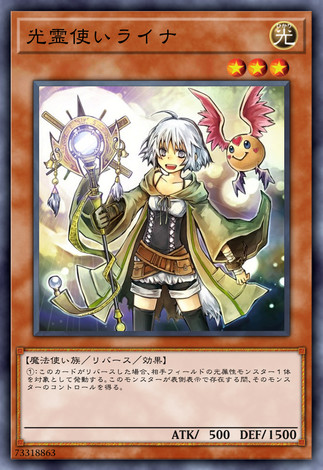 光霊使いライナ
光
【魔法使い族／リバース／効果】
①：このカードがリバースした場合、相手フィールドの光属性モンスター１体
を対象として発動する。このモンスターが表側表示で存在する間、そのモンス
ターのコントロールを得る。
ATK/ 500 DEF/1500
73318863